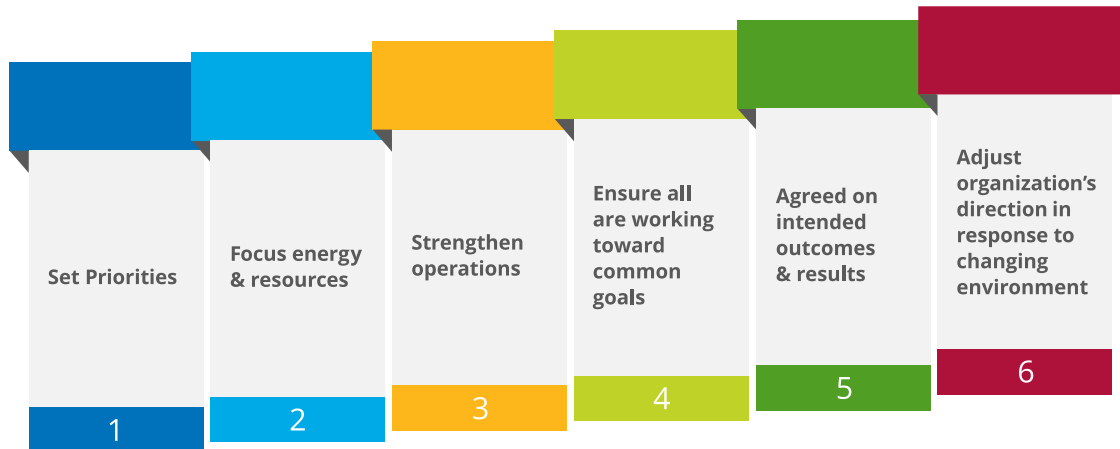 Set Priorities
1
Focus energy
& resources
2
Strengthen
operations
3
Ensure all
are working
toward
common
goals
4
Agreed on
intended
outcomes
& results
5
Adjust
organization’s
direction in
response to
changing
environment
6